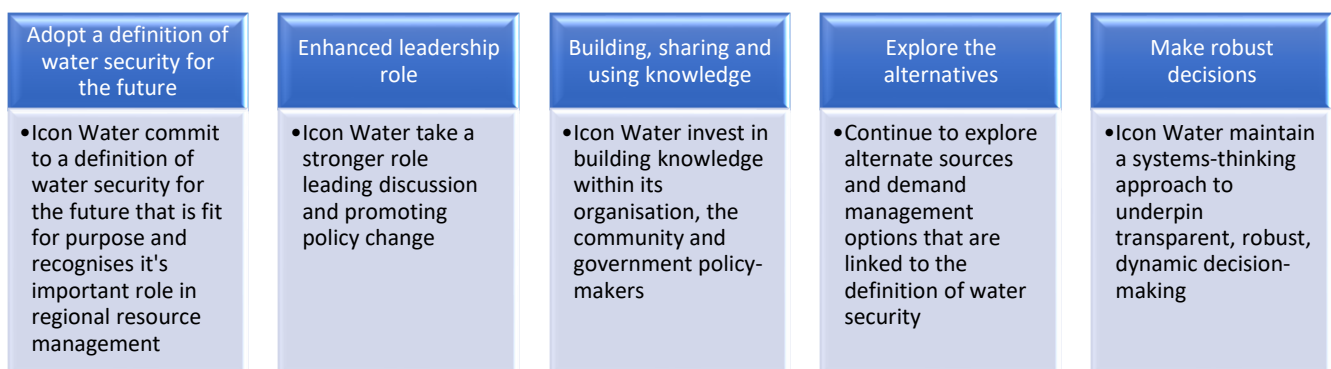 Adopt a definition of
water security for
the future
•Icon Water commit
to a definition of
water security for
the future that is fit
for purpose and
recognises it's
important role in
regional resource
management
Enhanced leadership
role
•Icon Water take a
stronger role
leading discussion
and promoting
policy change
Building, sharing and
using knowledge
•Icon Water invest in
building knowledge
within its
organisation, the
community and
government policy-
makers
Explore the
alternatives
•Continue to explore
alternate sources
and demand
management
options that are
linked to the
definition of water
security
Make robust
decisions
•Icon Water maintain
a systems-thinking
approach to
underpin
transparent, robust,
dynamic decision-
making